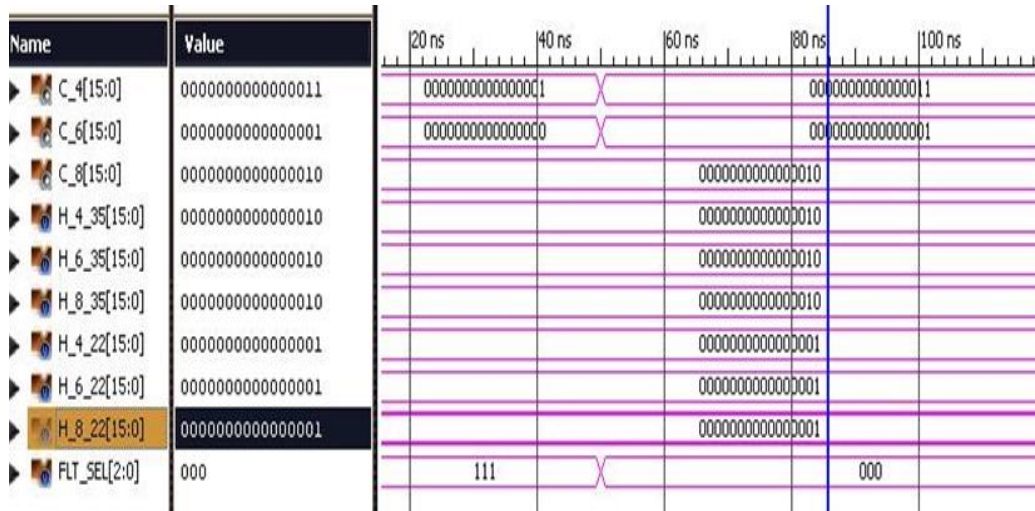 Name Value 20 ns 40 ns 60 ns 80 ns 100 ns
C_4[15:0] 0000000000000011 0000000000000001 0000000000000011
C_6[15:0] 0000000000000001 0000000000000000 0000000000000001
C_8[15:0] 0000000000000010 0000000000000010
H_4_35[15:0] 0000000000000010 0000000000000010
H_6_35[15:0] 0000000000000010 0000000000000010
H_8_35[15:0] 0000000000000010 0000000000000010
H_4_22[15:0] 0000000000000001 0000000000000001
H_6_22[15:0] 0000000000000001 0000000000000001
H_8_22[15:0] 0000000000000001 0000000000000001
FLT_SEL[2:0] 000 111 000